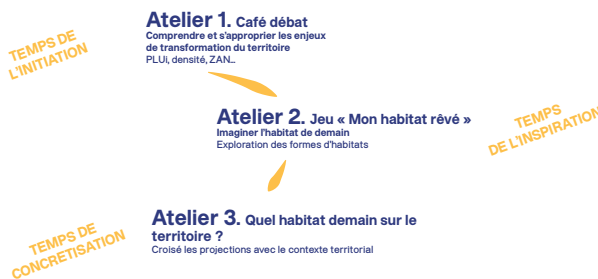 Atelier 1. Café débat
Comprendre et s'approprier les enjeux
de transformation du territoire
PLUi, densité, ZAN...
TEMPS DE
L'INITIATION
Atelier 2. Jeu « Mon habitat rêvé »
Imaginer l'habitat de demain
Exploration des formes d'habitats
TEMPS
DE L'INSPIRATION
Atelier 3. Quel habitat demain sur le
territoire ?
Croisé les projections avec le contexte territorial
TEMPS DE
CONCRETISATION